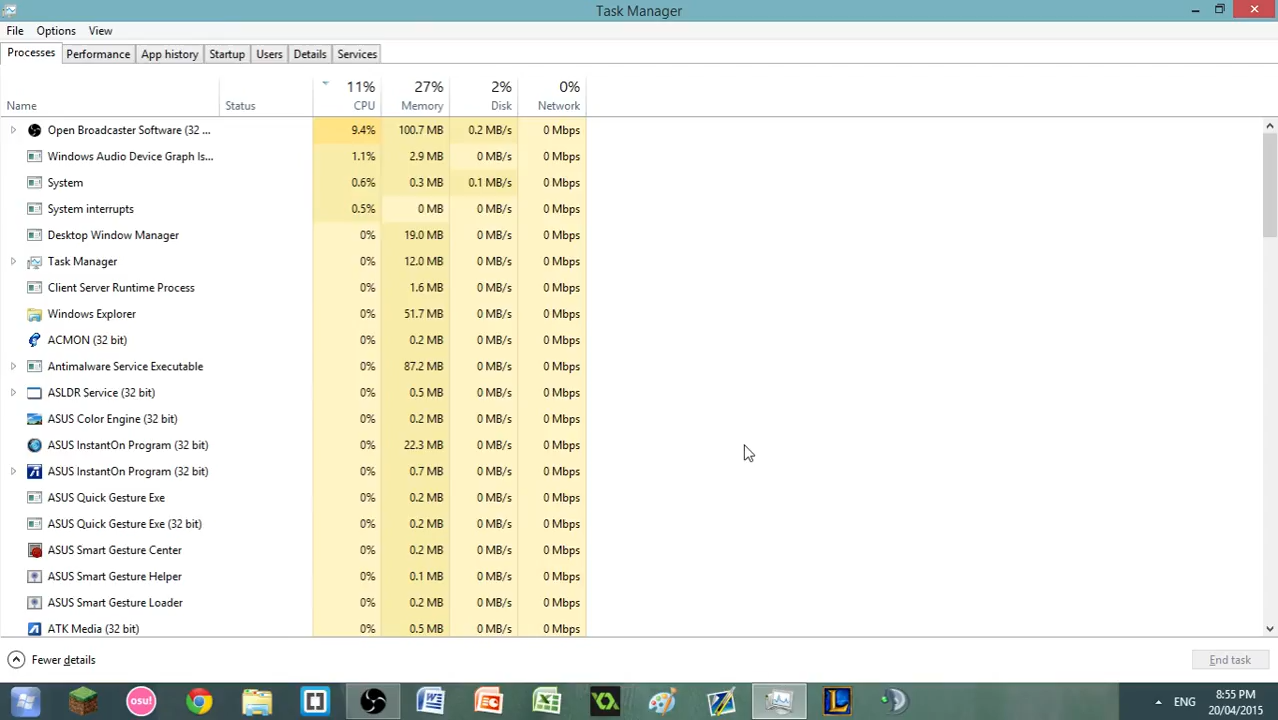 Task Manager
File Options View
Processes Performance App history Startup Users Details Services
11% 27% 2% 0%
Name Status CPU Memory Disk Network
Open Broadcaster Software (32 ... 9.4% 100.7 MB 0.2 MB/s 0 Mbps
Windows Audio Device Graph Is... 1.1% 2.9 MB 0 MB/s 0 Mbps
System 0.6% 0.3 MB 0.1 MB/s 0 Mbps
System interrupts 0.5% 0 MB 0 MB/s 0 Mbps
Desktop Window Manager 0% 19.0 MB 0 MB/s 0 Mbps
Task Manager 0% 12.0 MB 0 MB/s 0 Mbps
Client Server Runtime Process 0% 1.6 MB 0 MB/s 0 Mbps
Windows Explorer 0% 51.7 MB 0 MB/s 0 Mbps
ACMON (32 bit) 0% 0.2 MB 0 MB/s 0 Mbps
Antimalware Service Executable 0% 87.2 MB 0 MB/s 0 Mbps
ASLDR Service (32 bit) 0% 0.5 MB 0 MB/s 0 Mbps
ASUS Color Engine (32 bit) 0% 0.2 MB 0 MB/s 0 Mbps
ASUS InstantOn Program (32 bit) 0% 22.3 MB 0 MB/s 0 Mbps
ASUS InstantOn Program (32 bit) 0% 0.7 MB 0 MB/s 0 Mbps
ASUS Quick Gesture Exe 0% 0.2 MB 0 MB/s 0 Mbps
ASUS Quick Gesture Exe (32 bit) 0% 0.2 MB 0 MB/s 0 Mbps
ASUS Smart Gesture Center 0% 0.2 MB 0 MB/s 0 Mbps
ASUS Smart Gesture Helper 0% 0.1 MB 0 MB/s 0 Mbps
ASUS Smart Gesture Loader 0% 0.2 MB 0 MB/s 0 Mbps
ATK Media (32 bit) 0% 0.5 MB 0 MB/s 0 Mbps
Fewer details End task
osu! ENG 8:55 PM
20/04/2015